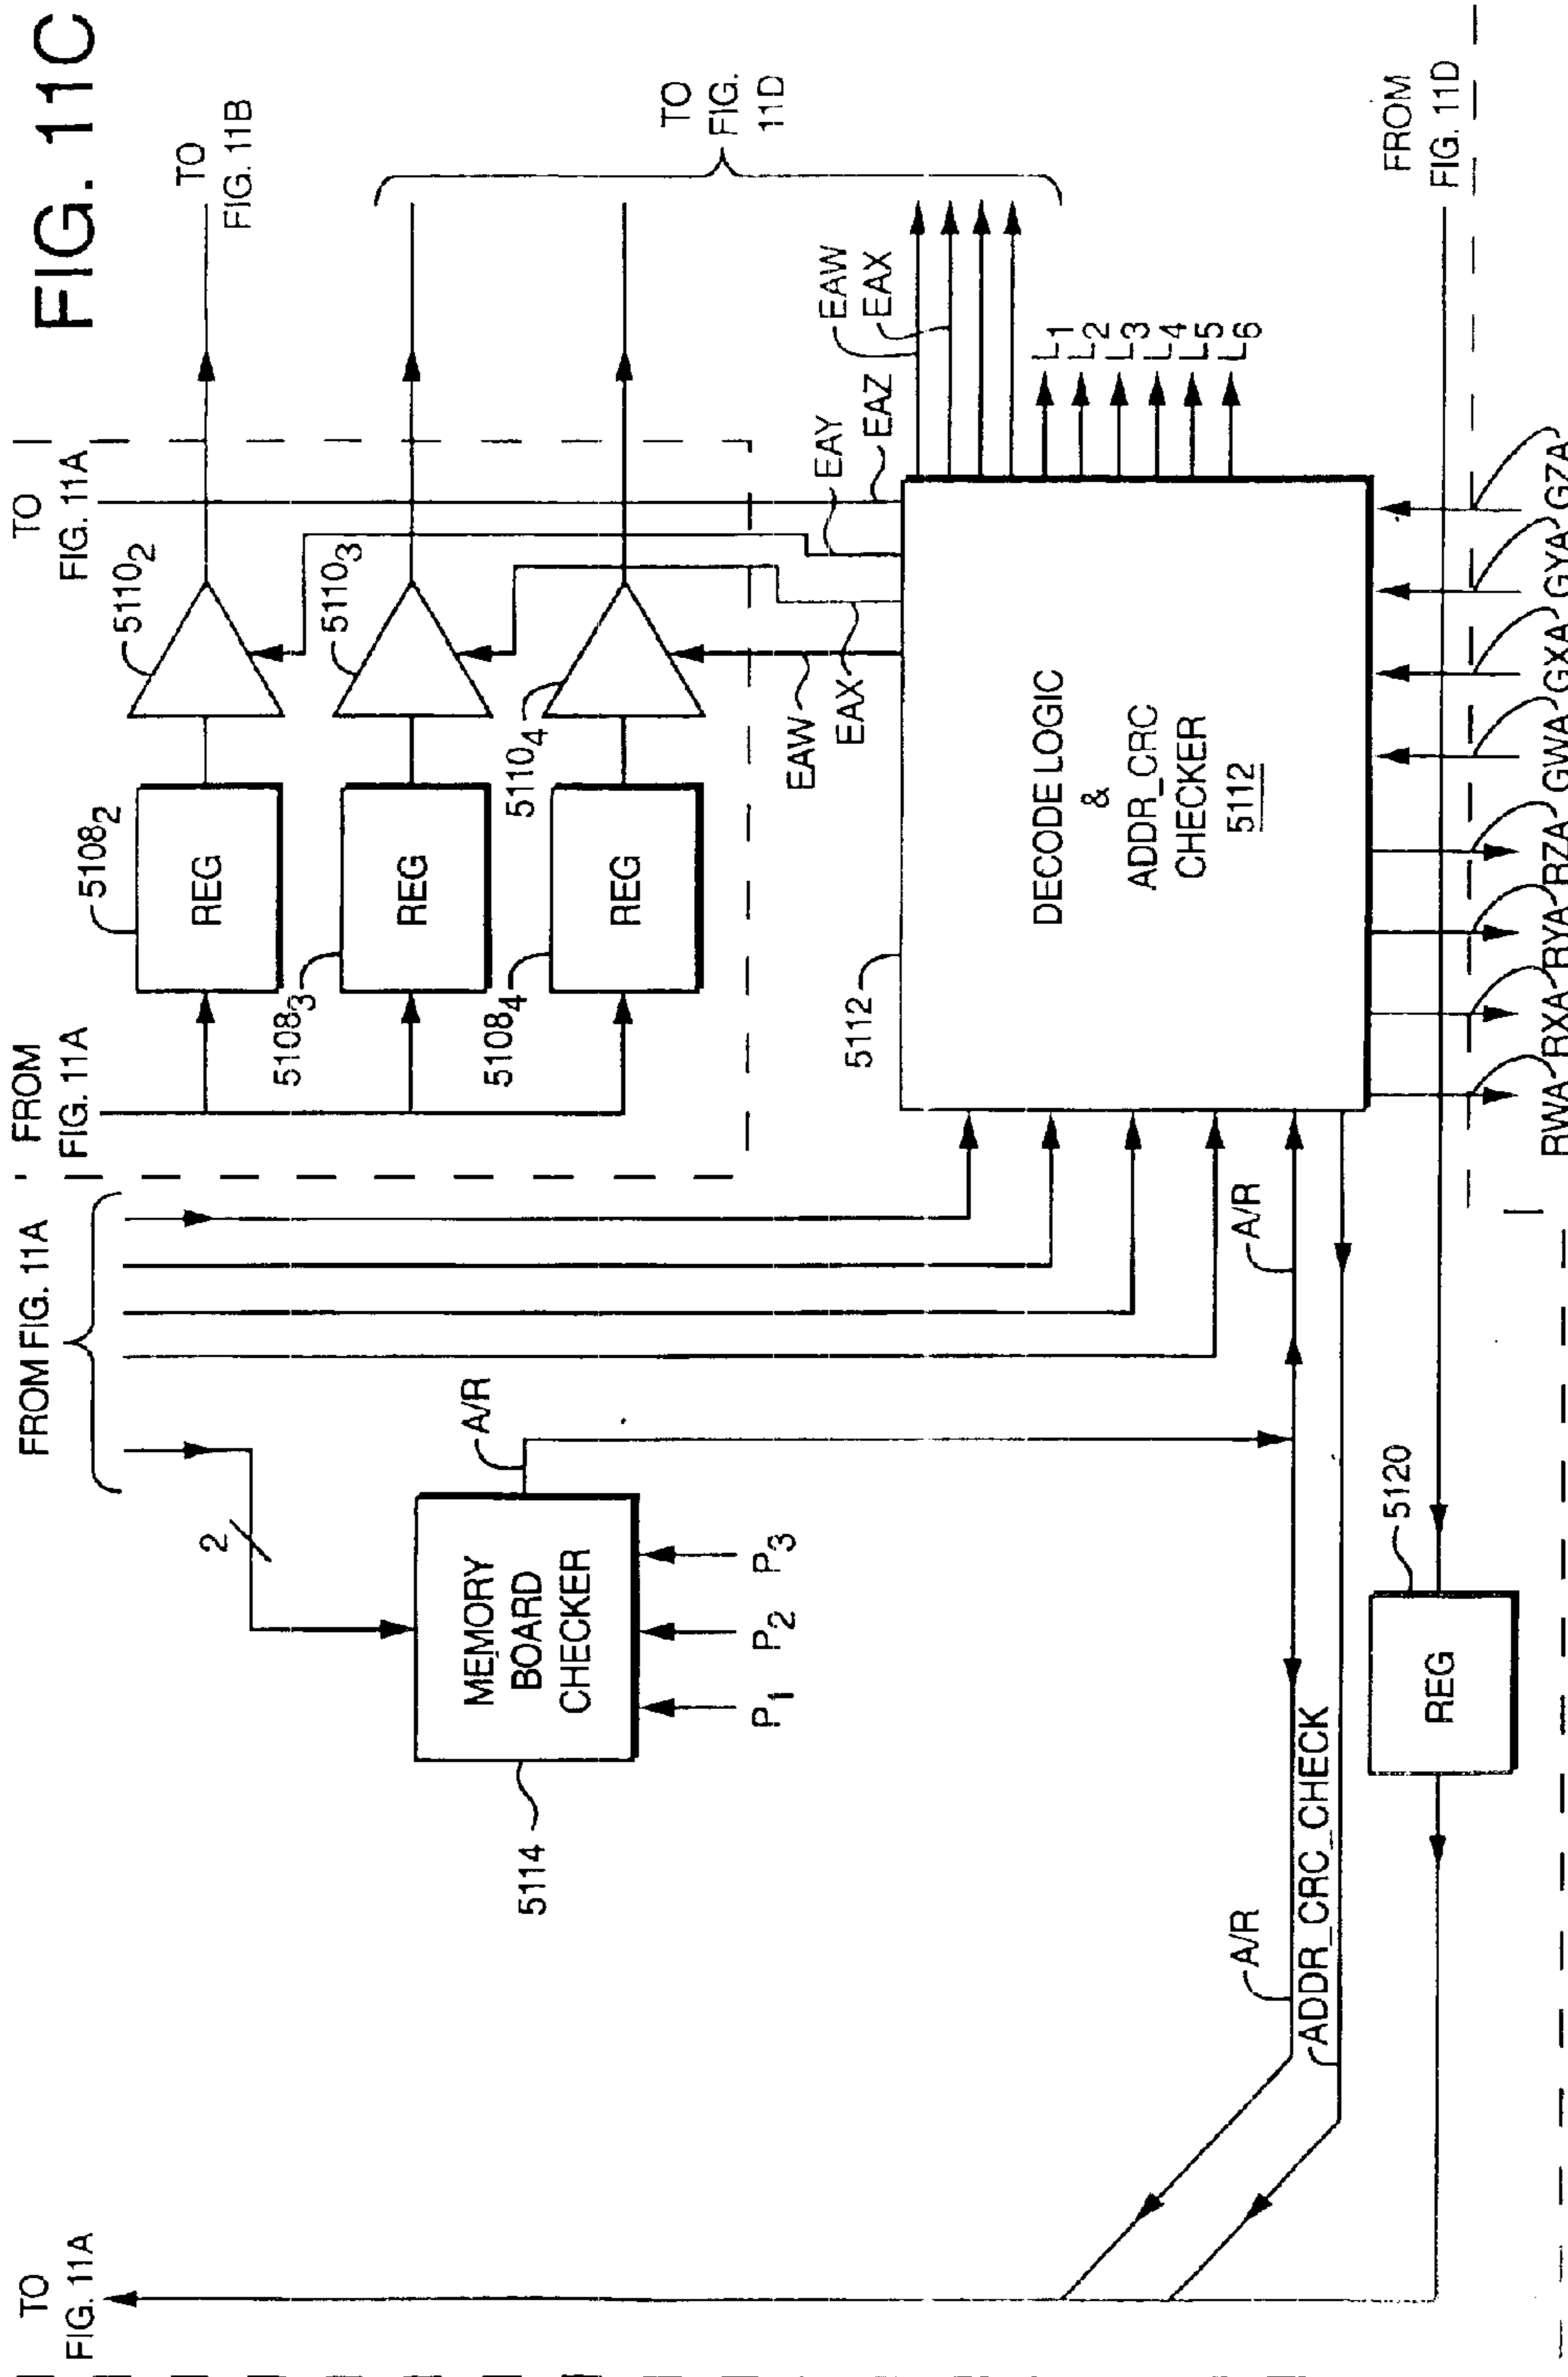 FIG. 11C
TO
FIG. 11A
FROM FIG. 11A
FROM
FIG. 11A
TO
FIG. 11A
TO
FIG. 11B
5108₂
REG
5110₂
5108₃
REG
5110₃
5108₄
REG
5110₄
TO
FIG.
11D
2
MEMORY
BOARD
CHECKER
5114
A/R
P₁
P₂
P₃
EAW
EAX
EAY
EAZ
EAW
EAX
5112
DECODE LOGIC
&
ADDR_CRC
CHECKER
5112
L₁
L₂
L₃
L₄
L₅
L₆
A/R
A/R
ADDR_CRC_CHECK
REG
5120
FROM
FIG. 11D
RWA
RXA
RYA
RZA
GWA
GXA
GYA
GZA